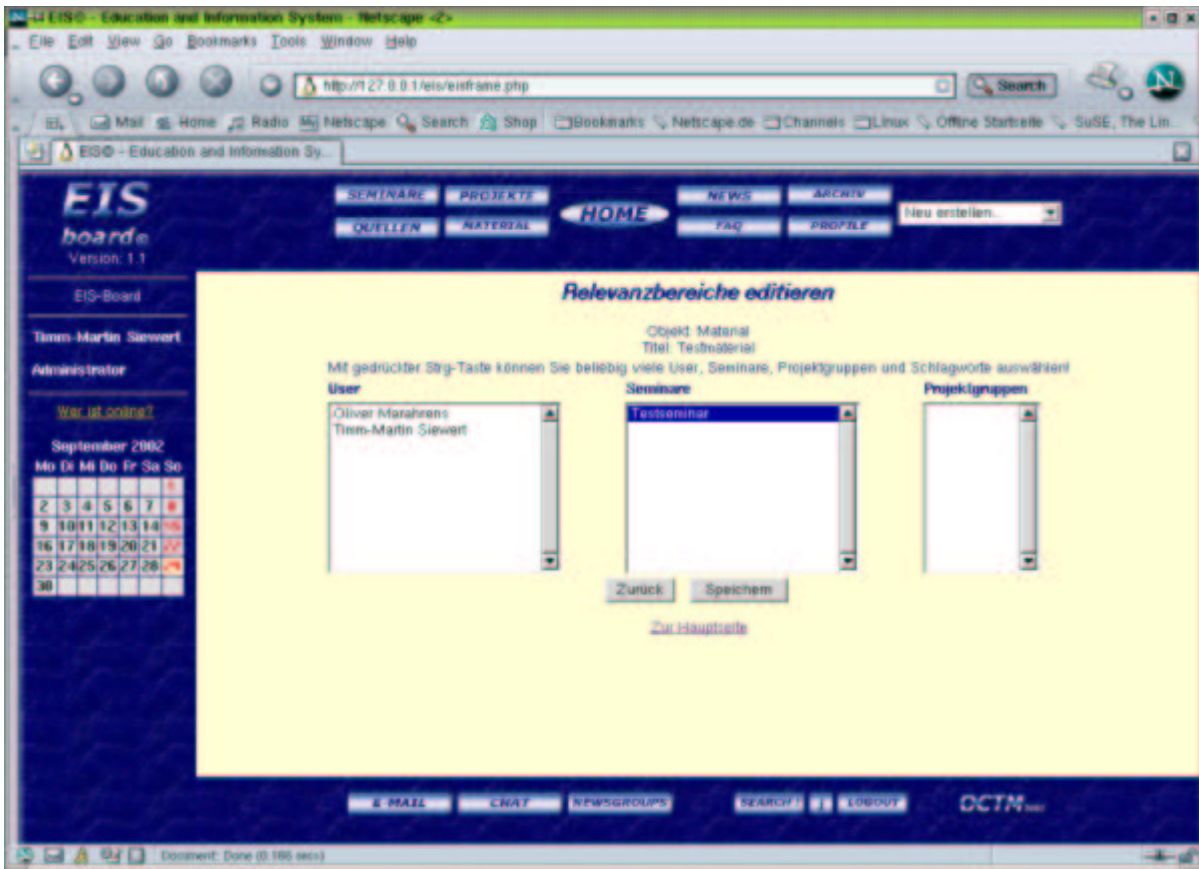 EIS© - Education and Information System - Netscape <2>
File Edit View Go Bookmarks Tools Window Help
http://127.0.0.1/eis/eisframe.php
Search
Mail Home Radio Netscape Search Shop Bookmarks Netscape.de Channels Linux Offline Startseite SuSE, The Lin...
EIS© - Education and Information Sy...
EIS
board©
Version: 1.1
SEMINARE PROJEKTE HOME NEWS ARCHIV
Neu erstellen...
QUELLEN MATERIAL FAQ PROFILE
EIS-Board
Timm-Martin Siewert
Administrator
Wer ist online?
September 2002
Mo Di Mi Do Fr Sa So
1
2 3 4 5 6 7 8
9 10 11 12 13 14 15
16 17 18 19 20 21 22
23 24 25 26 27 28 29
30
Relevanzbereiche editieren
Objekt: Material
Titel: Testmaterial
Mit gedrückter Strg-Taste können Sie beliebig viele User, Seminare, Projektgruppen und Schlagworte auswählen!
User Seminare Projektgruppen
Oliver Marahrens
Timm-Martin Siewert
Testseminar
Zurück Speichern
Zur Hauptseite
E-MAIL CHAT NEWSGROUPS SEARCH ! LOGOUT OCTM
Document: Done (0.166 secs)